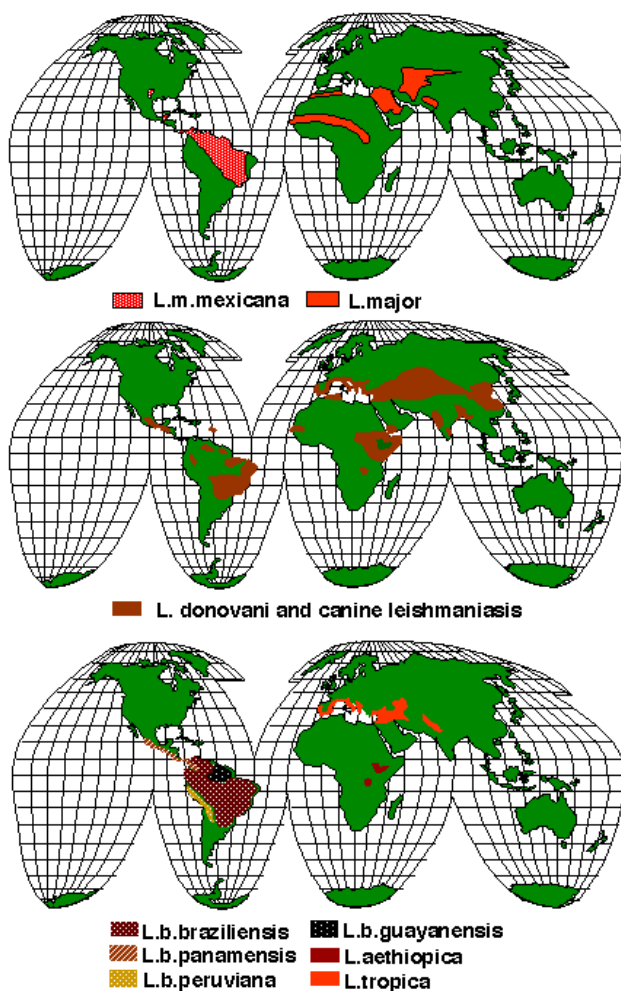 L.m.mexicana L.major
L. donovani and canine leishmaniasis
L.b.braziliensis L.b.guayanensis
L.b.panamensis L.aethiopica
L.b.peruviana L.tropica